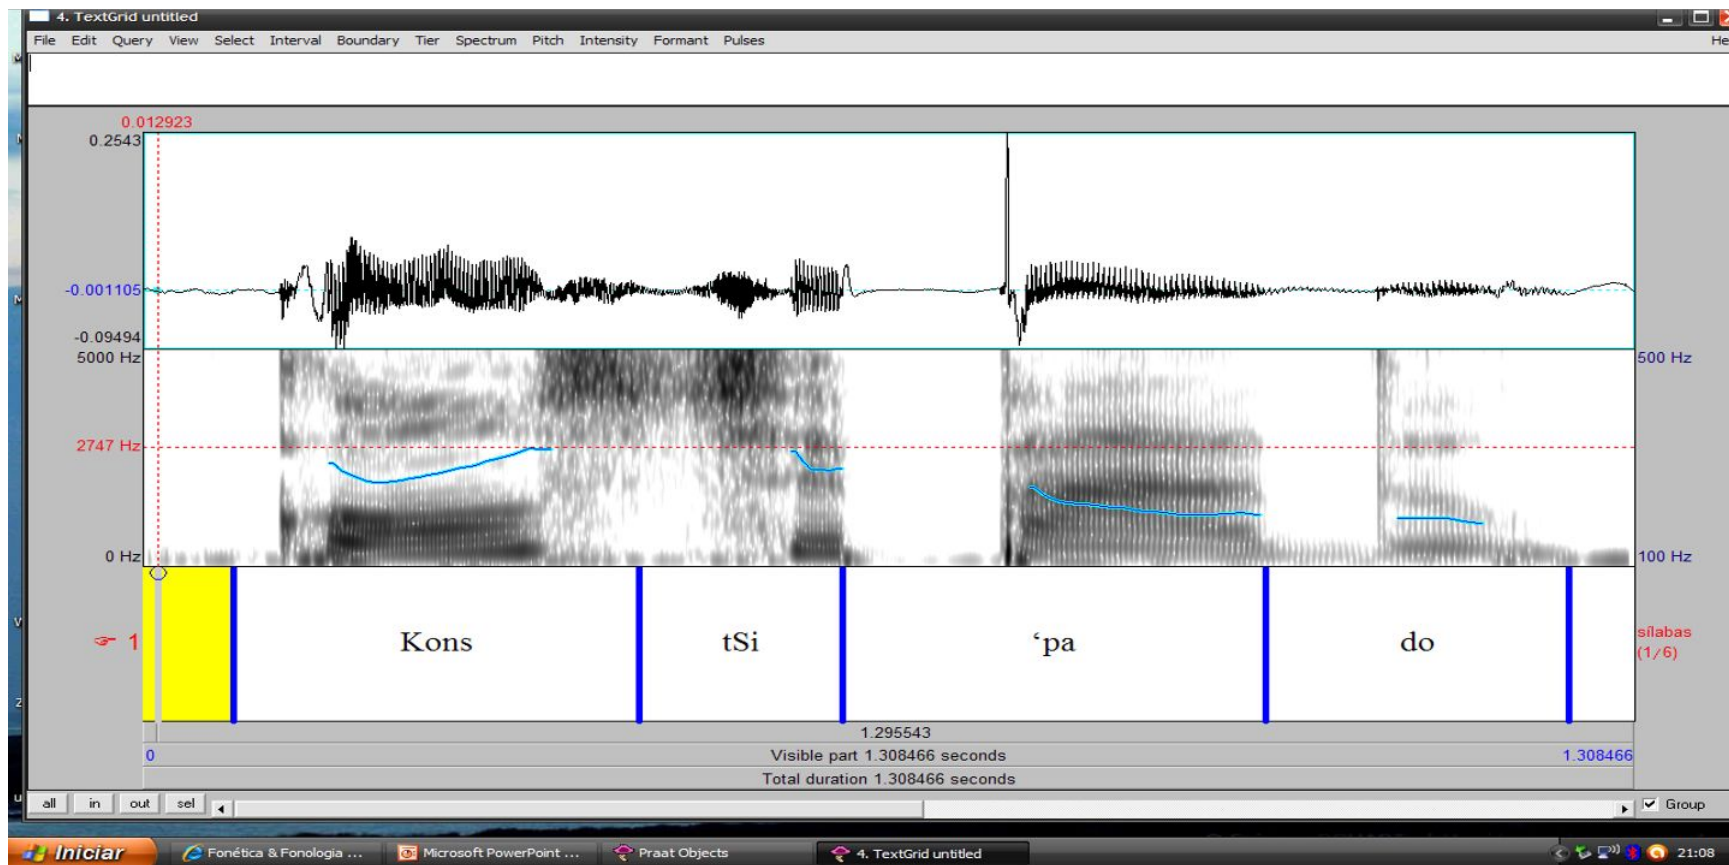 4. TextGrid untitled
File Edit Query View Select Interval Boundary Tier Spectrum Pitch Intensity Formant Pulses He
0.012923
0.2543
-0.001105
-0.09494
5000 Hz 500 Hz
2747 Hz
0 Hz 100 Hz
☞ 1 Kons tSi ‘pa do sílabas
(1/6)
1.295543
0 Visible part 1.308466 seconds 1.308466
Total duration 1.308466 seconds
all in out sel Group
Iniciar Fonética & Fonologia ... Microsoft PowerPoint ... Praat Objects 4. TextGrid untitled 21:08